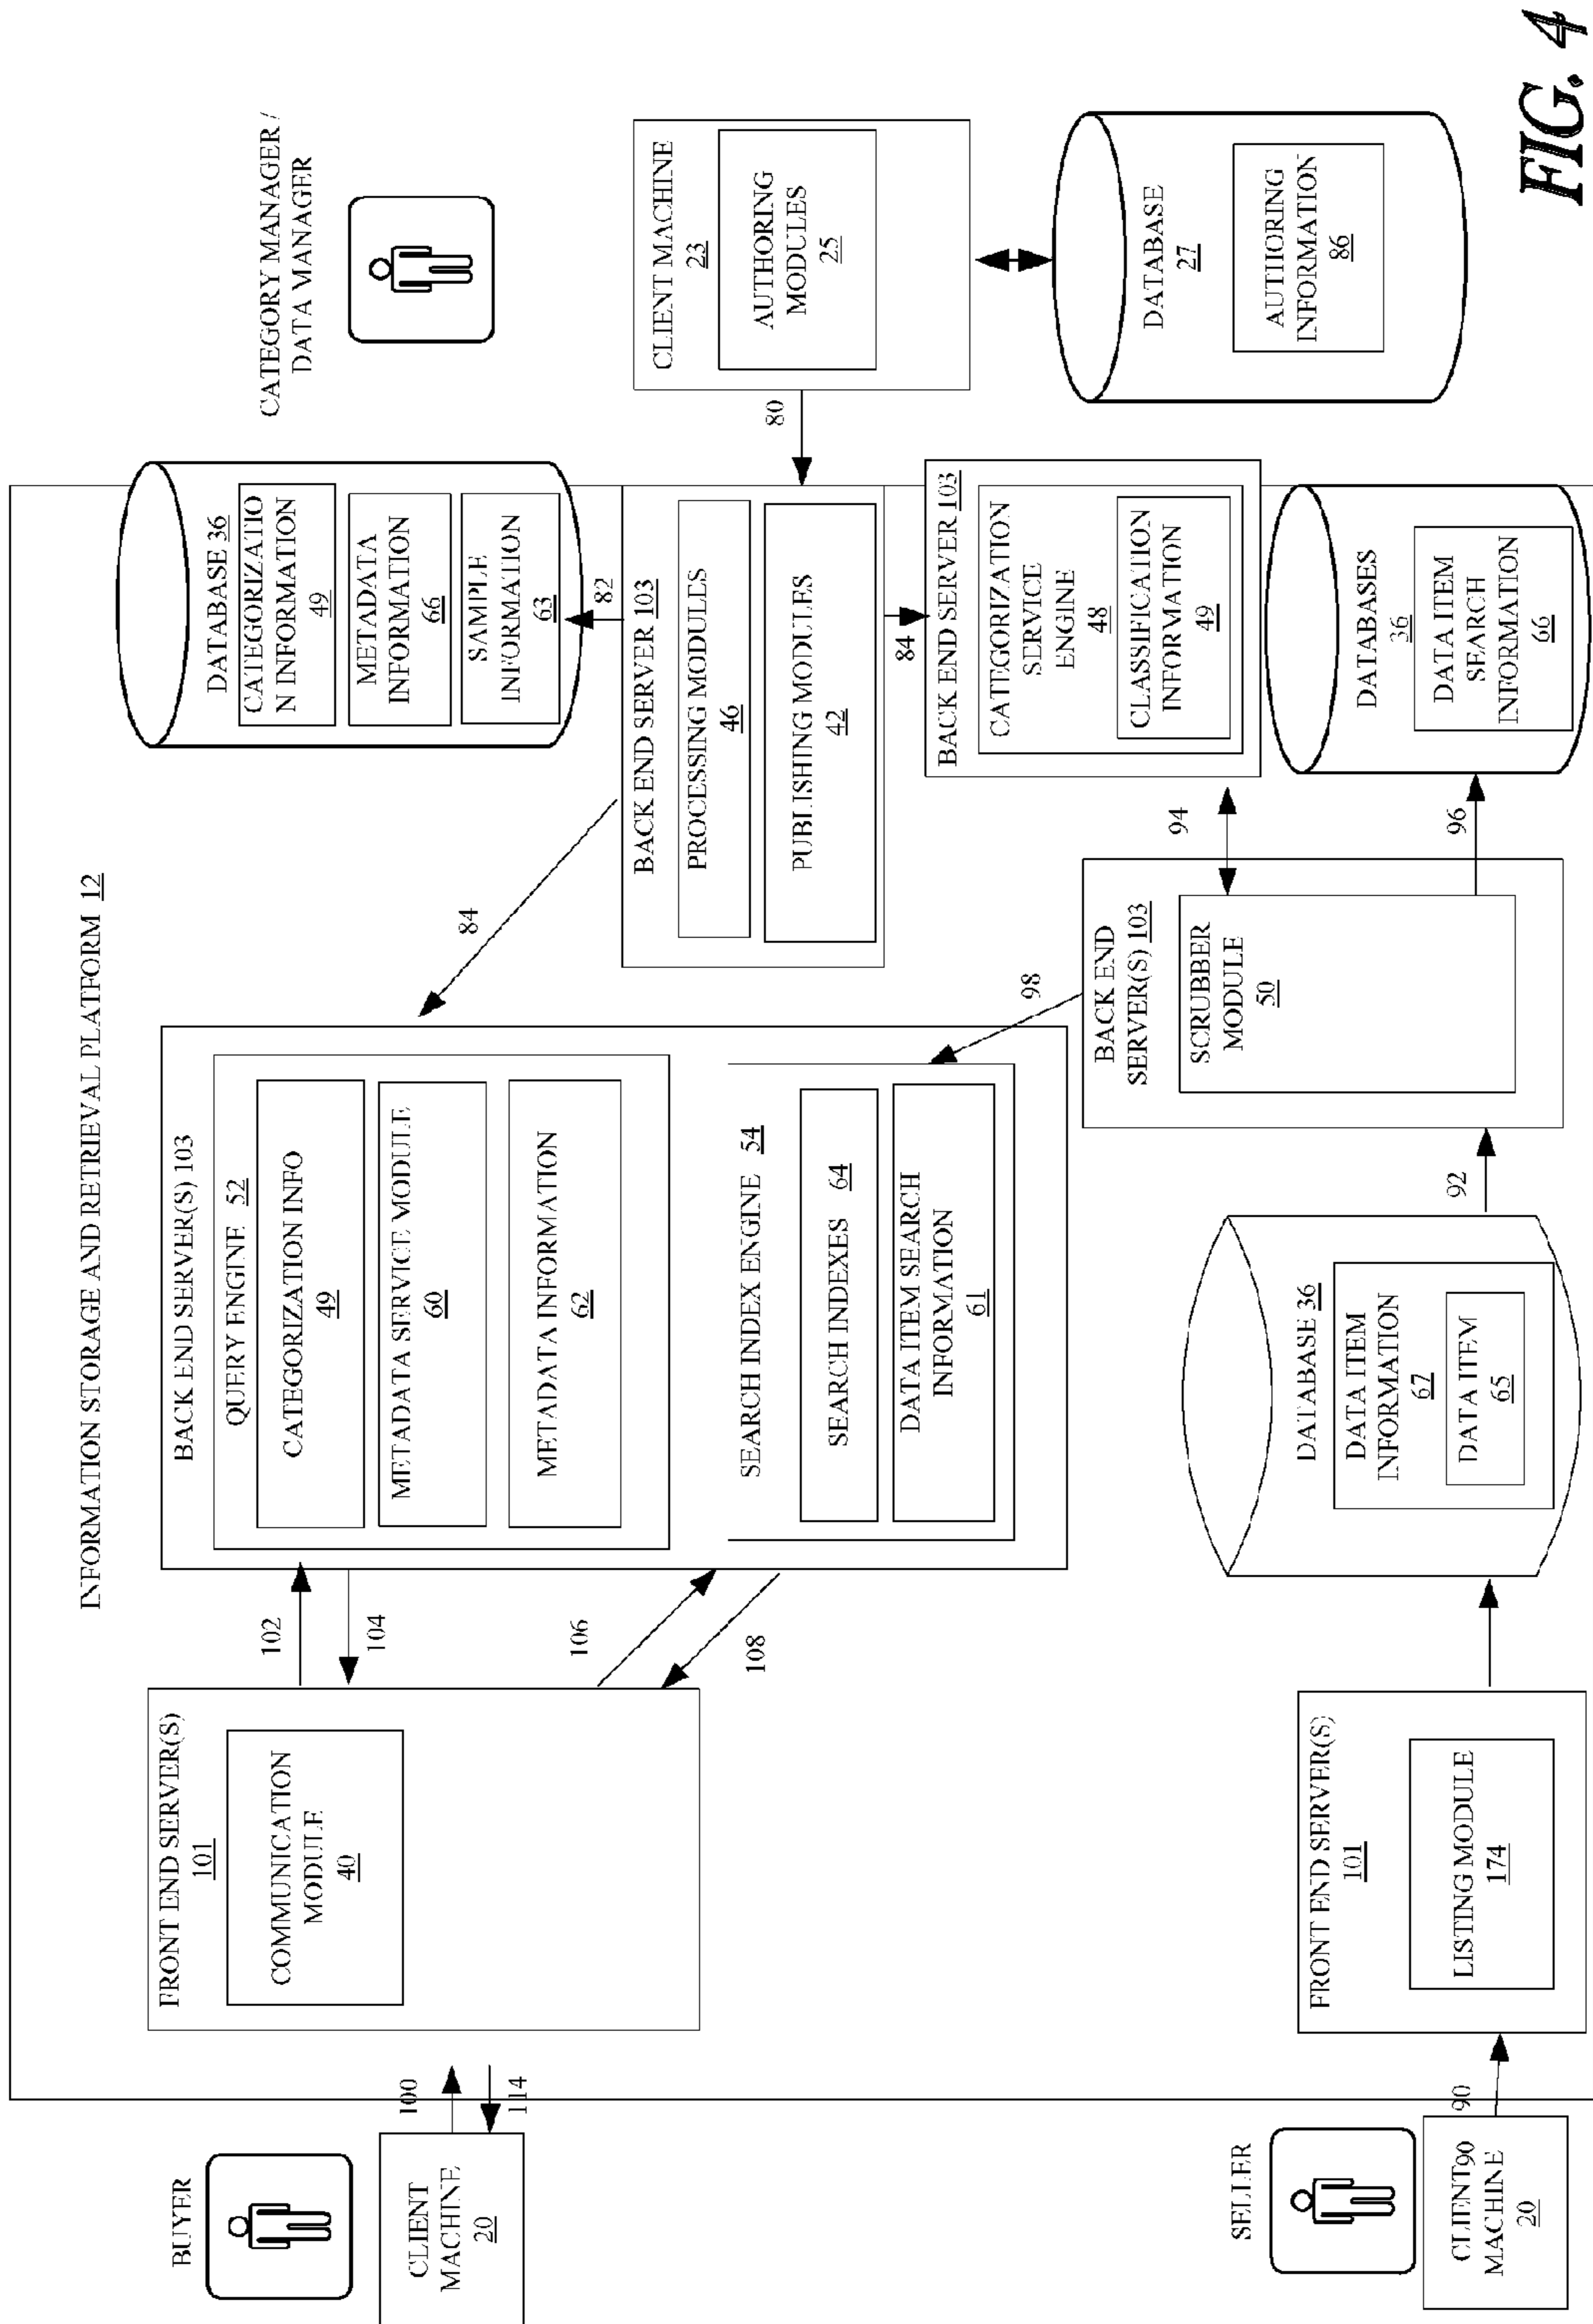 INFORMATION STORAGE AND RETRIEVAL PLATFORM 12
BUYER
CLIENT
MACHINE
20
100
114
FRONT END SERVER(S)
101
COMMUNICATION
MODULE
40
102
104
106
108
BACK END SERVER(S) 103
QUERY ENGINE 52
CATEGORIZATION INFO
49
METADATA SERVICE MODULE
60
METADATA INFORMATION
62
SEARCH INDEX ENGINE 54
SEARCH INDEXES 64
DATA ITEM SEARCH
INFORMATION
61
84
DATABASE 36
CATEGORIZATIO
N INFORMATION
49
METADATA
INFORMATION
66
SAMPLE
INFORMATION
63
82
BACK END SERVER 103
PROCESSING MODULES
46
PUBLISHING MODULES
42
84
BACK END SERVER 103
CATEGORIZATION
SERVICE
ENGINE
48
CLASSIFICATION
INFORMATION
49
CATEGORY MANAGER /
DATA MANAGER
CLIENT MACHINE
23
AUTHORING
MODULES
25
80
DATABASE
27
AUTHORING
INFORMATION
86
SELLER
CLIENT90
MACHINE
20
90
FRONT END SERVER(S)
101
LISTING MODULE
174
DATABASE 36
DATA ITEM
INFORMATION
67
DATA ITEM
65
92
BACK END
SERVER(S) 103
SCRUBBER
MODULE
50
98
94
96
DATABASES
36
DATA ITEM
SEARCH
INFORMATION
66
FIG. 4